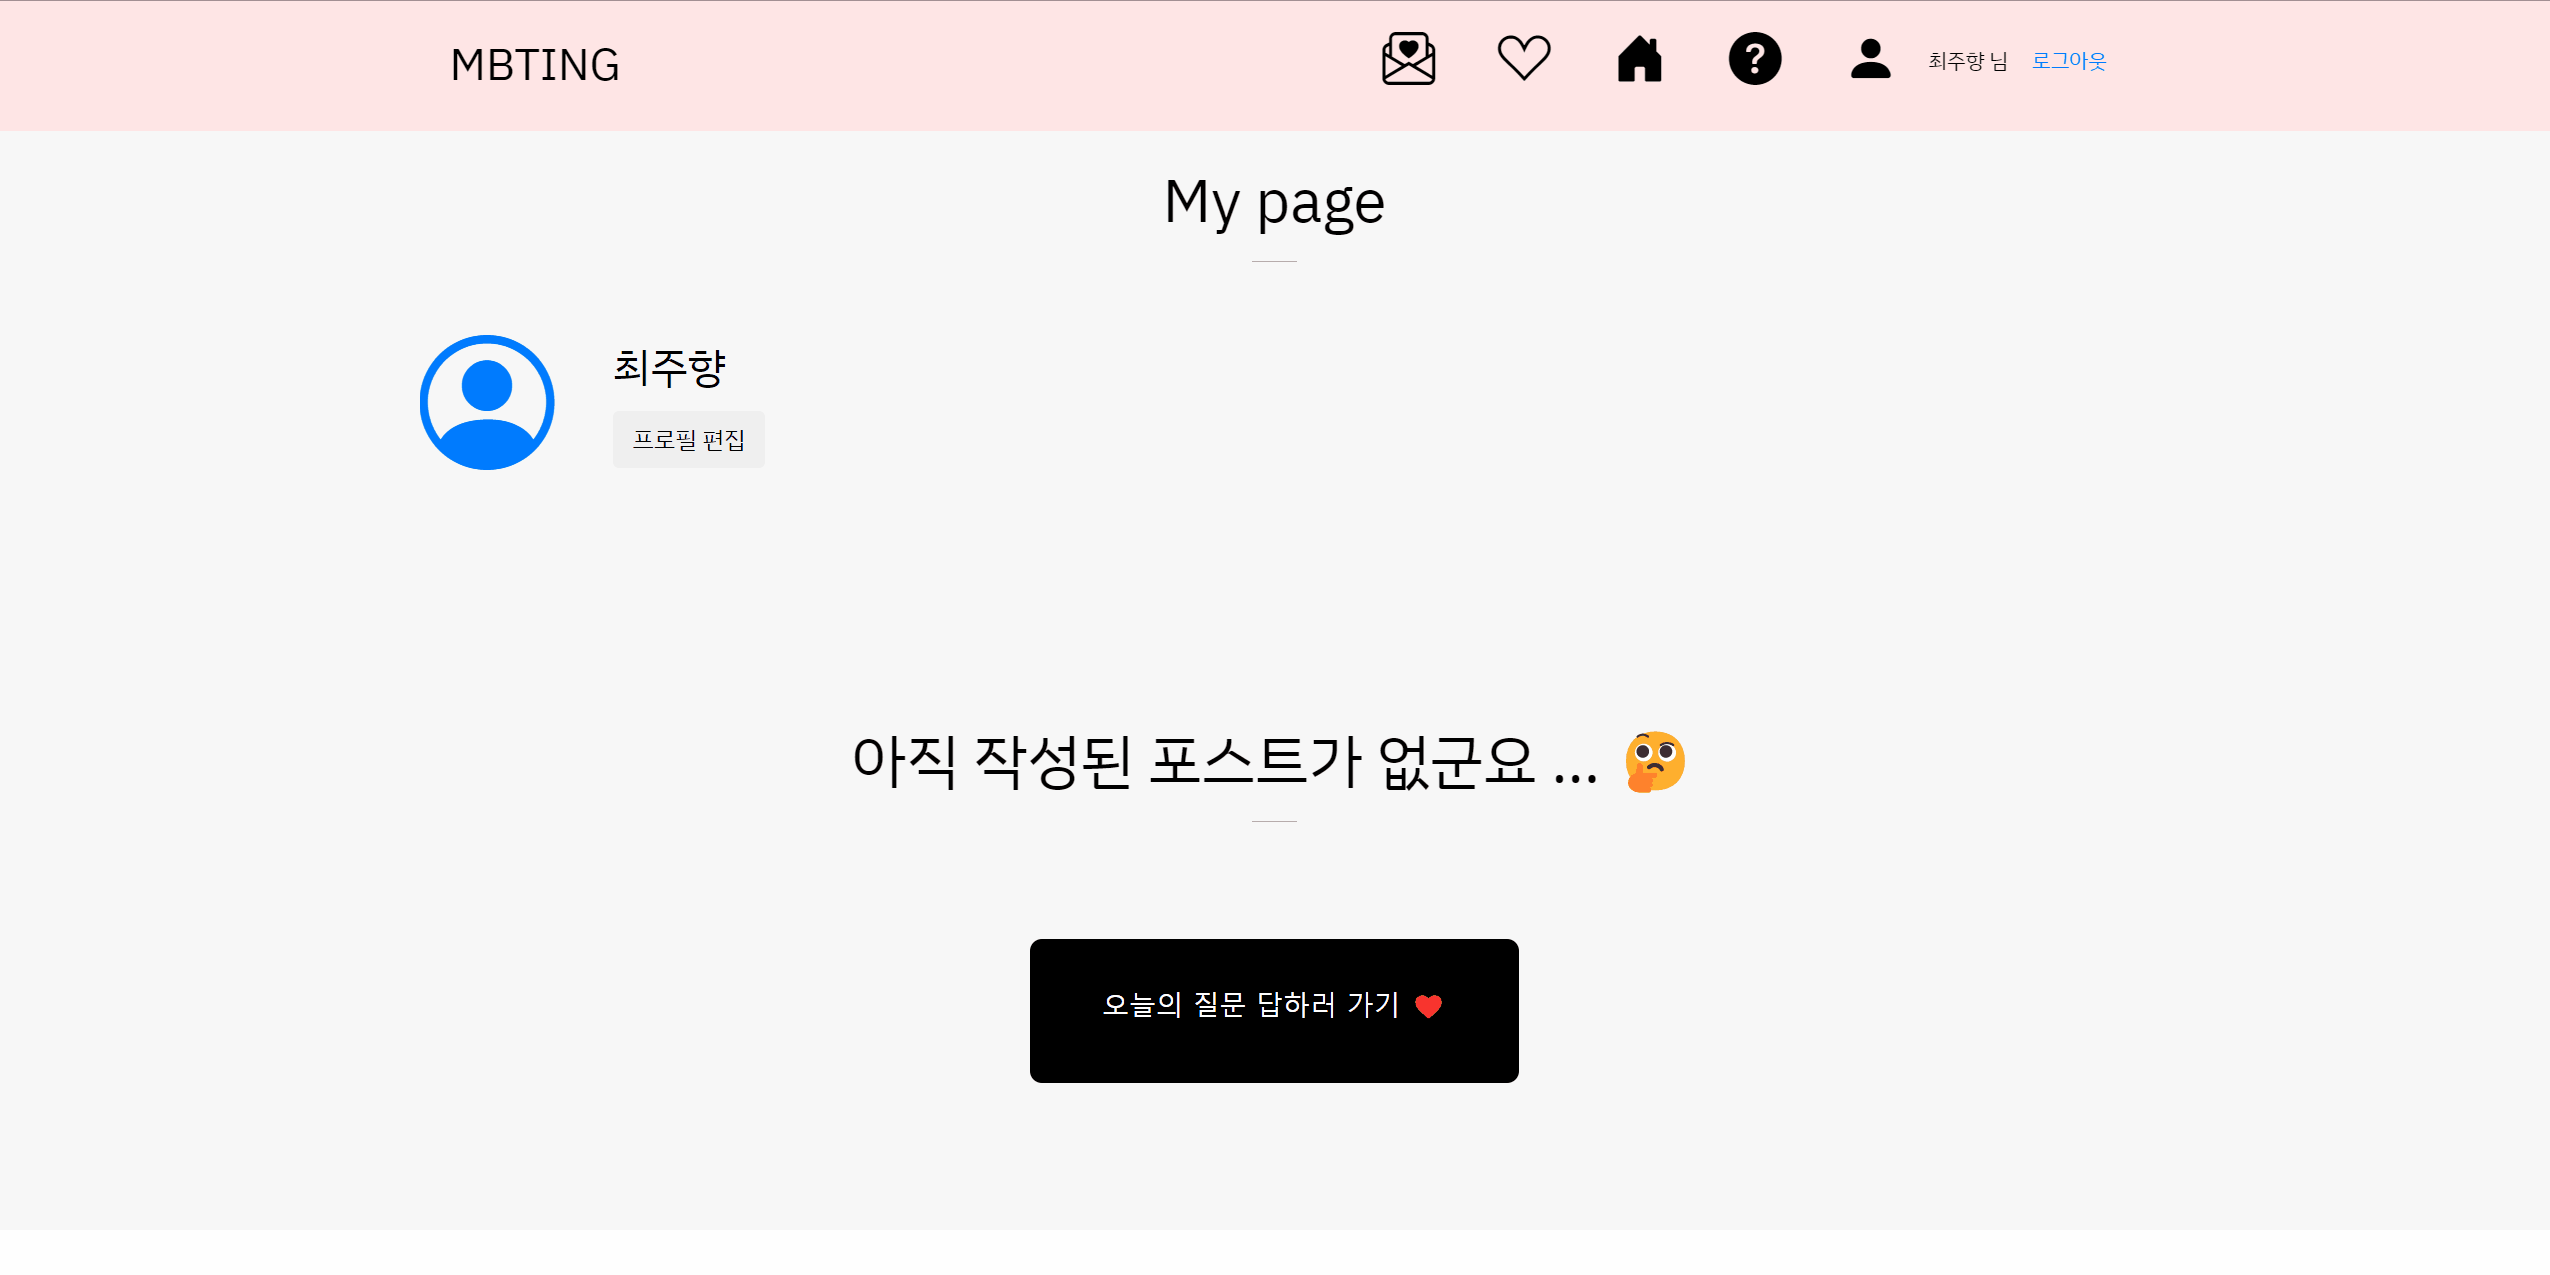 MBTING
최주향 님 로그아웃
My page
최주향
프로필 편집
아직 작성된 포스트가 없군요 ... 🤔
오늘의 질문 답하러 가기 ❤️